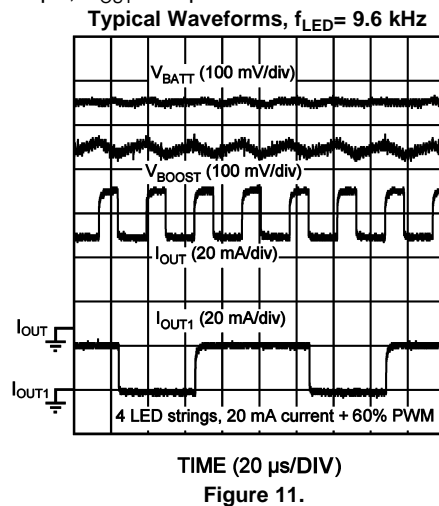 Typical Waveforms, fLED= 9.6 kHz
VBATT (100 mV/div)
VBOOST (100 mV/div)
IOUT (20 mA/div)
IOUT1 (20 mA/div)
IOUT
IOUT1
4 LED strings, 20 mA current + 60% PWM
TIME (20 µs/DIV)
Figure 11.